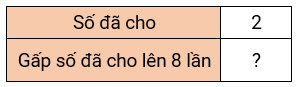 Số đã cho 2
Gấp số đã cho lên 8 lần ?